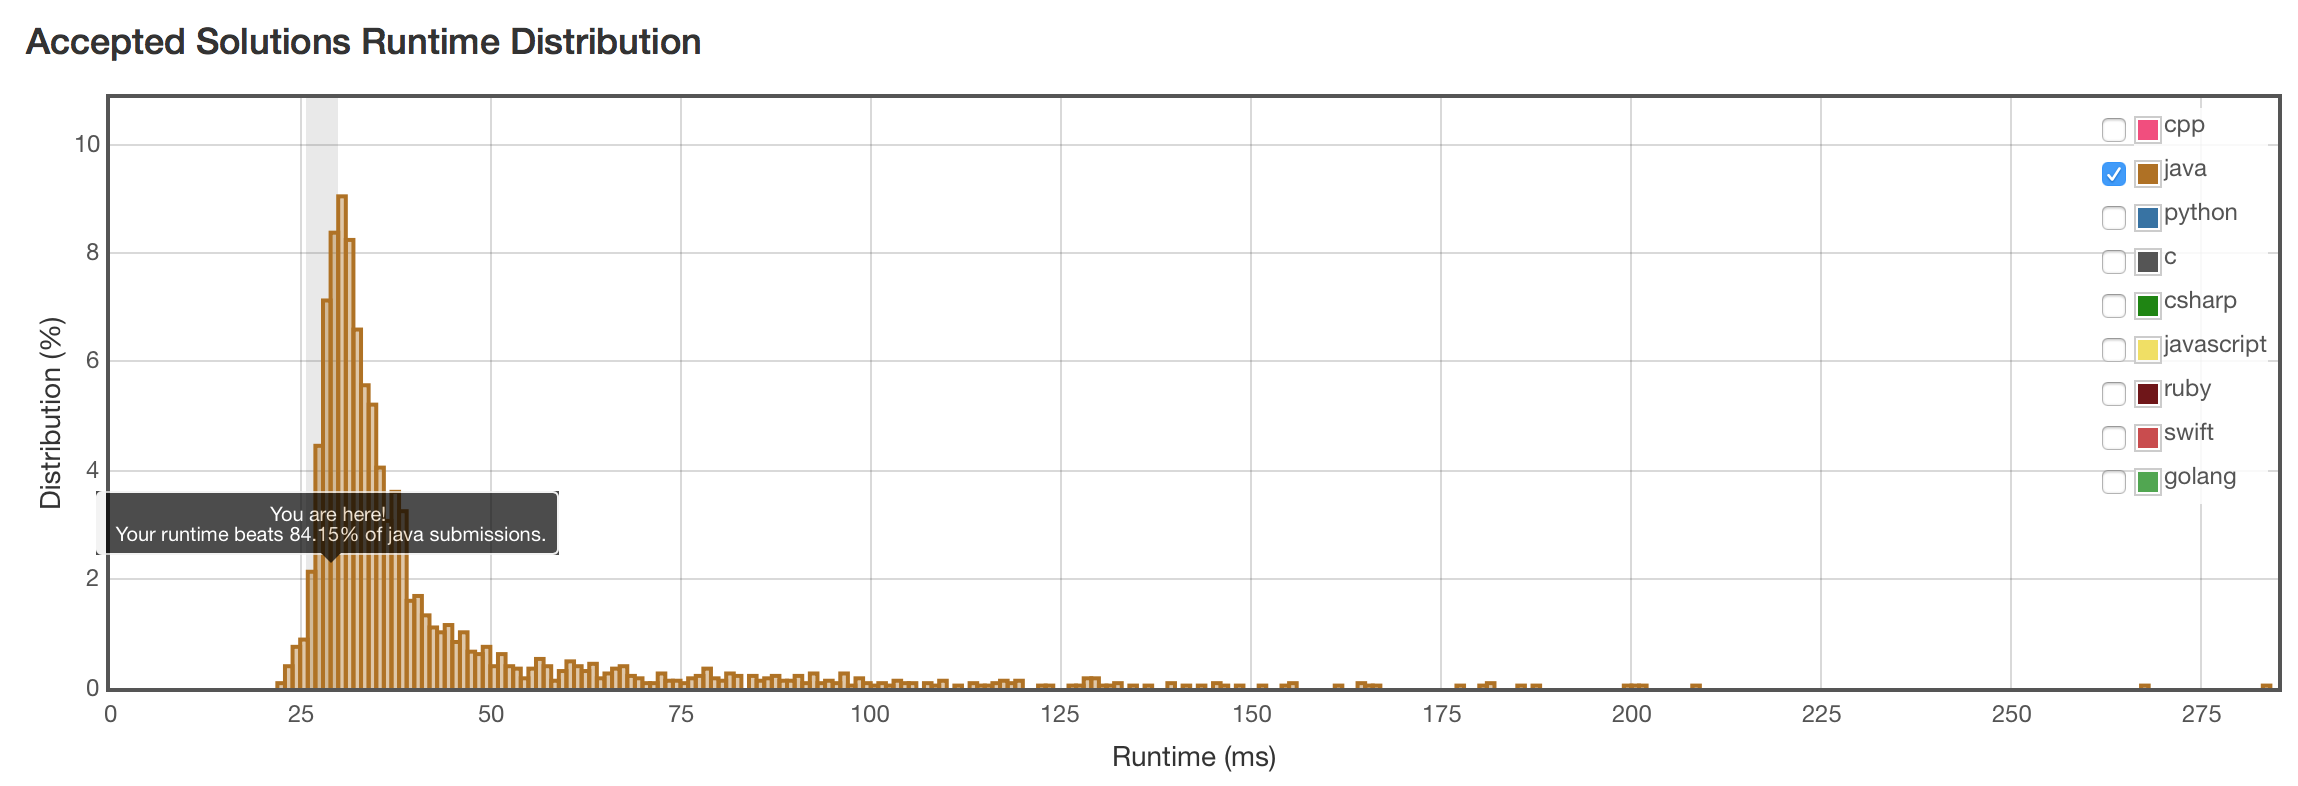 Accepted Solutions Runtime Distribution
10
8
6
4
2
0
Distribution (%)
You are here!
Your runtime beats 84.15% of java submissions.
cpp
java
python
c
csharp
javascript
ruby
swift
golang
0 25 50 75 100 125 150 175 200 225 250 275
Runtime (ms)